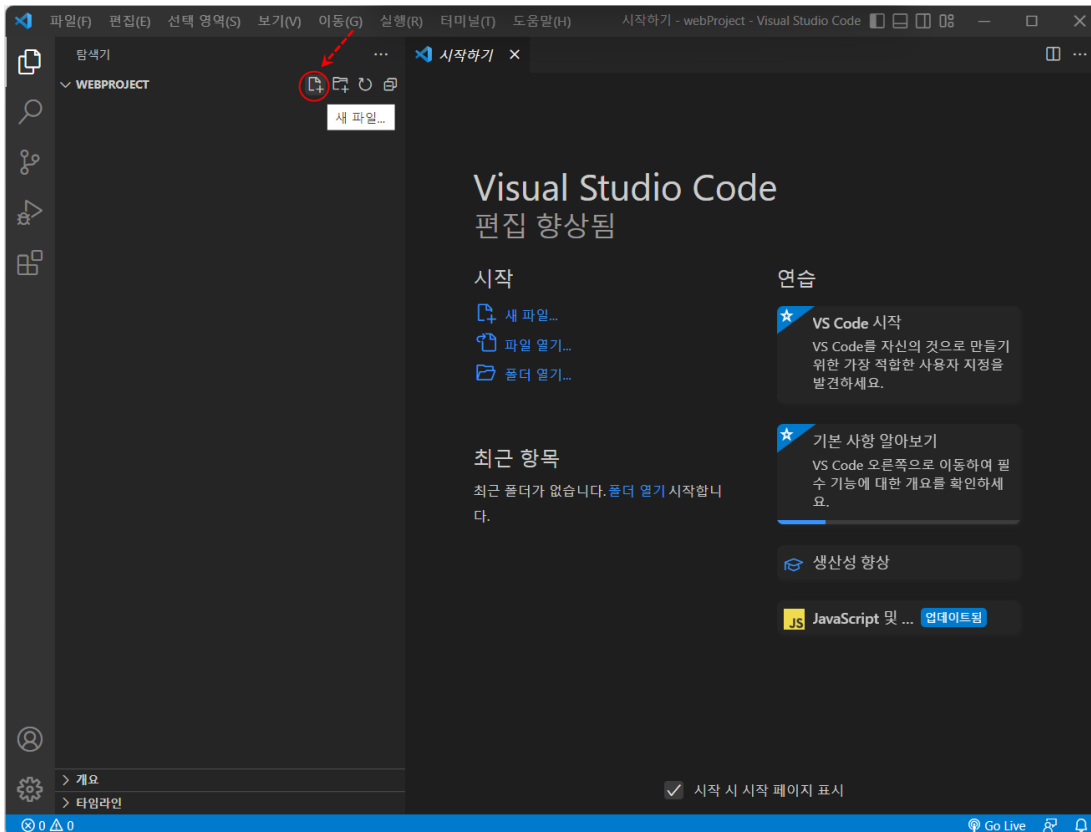 파일(F) 편집(E) 선택 영역(S) 보기(V) 이동(G) 실행(R) 터미널(T) 도움말(H) 시작하기 - webProject - Visual Studio Code
탐색기
시작하기
WEBPROJECT
새 파일...
Visual Studio Code
편집 향상됨
시작
새 파일...
파일 열기...
폴더 열기...
최근 항목
최근 폴더가 없습니다. 폴더 열기 시작합니
다.
연습
VS Code 시작
VS Code를 자신의 것으로 만들기
위한 가장 적합한 사용자 지정을
발견하세요.
기본 사항 알아보기
VS Code 오른쪽으로 이동하여 필
수 기능에 대한 개요를 확인하세
요.
생산성 향상
JS JavaScript 및 ... 업데이트됨
개요
타임라인
시작 시 시작 페이지 표시
0 0 Go Live